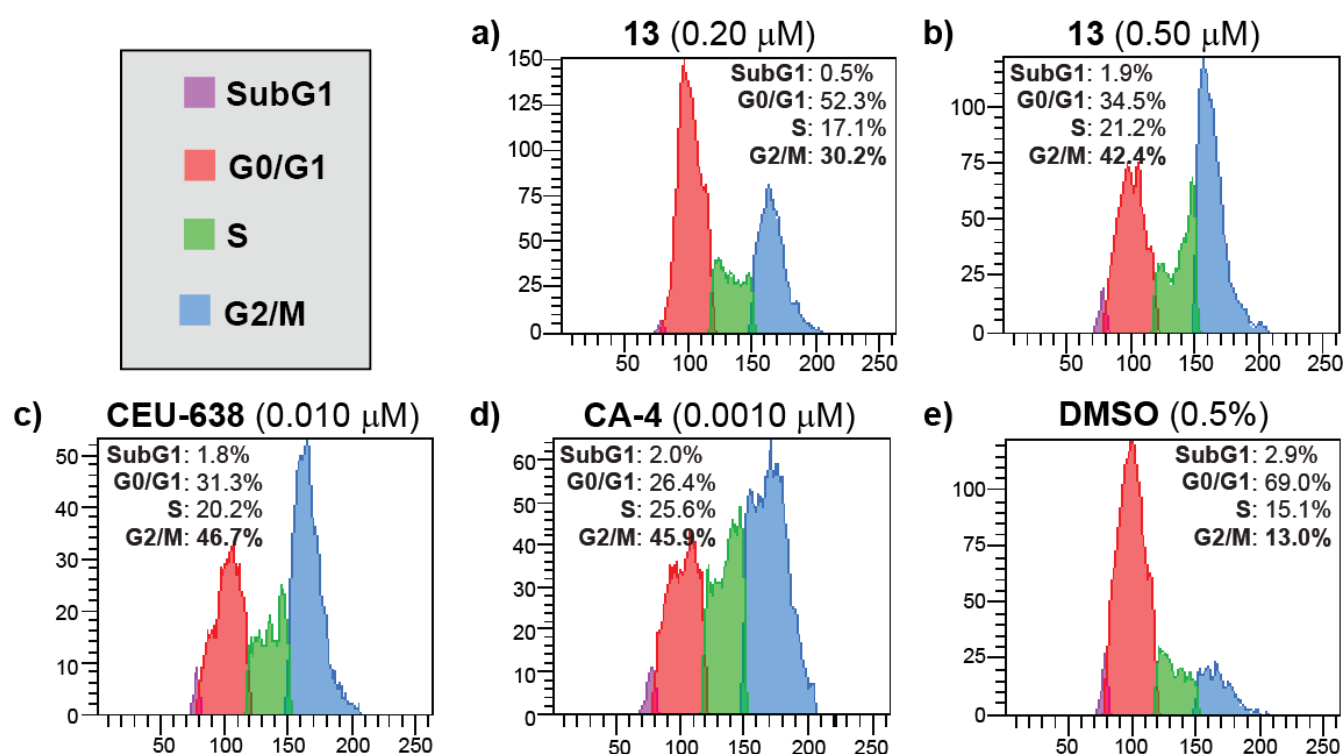 SubG1
G0/G1
S
G2/M
a) 13 (0.20 μM)
SubG1: 0.5%
G0/G1: 52.3%
S: 17.1%
G2/M: 30.2%
150
125
100
75
50
25
0
50 100 150 200 250
b) 13 (0.50 μM)
SubG1: 1.9%
G0/G1: 34.5%
S: 21.2%
G2/M: 42.4%
100
75
50
25
0
50 100 150 200 250
c) CEU-638 (0.010 μM)
SubG1: 1.8%
G0/G1: 31.3%
S: 20.2%
G2/M: 46.7%
50
40
30
20
10
0
50 100 150 200 250
d) CA-4 (0.0010 μM)
SubG1: 2.0%
G0/G1: 26.4%
S: 25.6%
G2/M: 45.9%
60
50
40
30
20
10
0
50 100 150 200 250
e) DMSO (0.5%)
SubG1: 2.9%
G0/G1: 69.0%
S: 15.1%
G2/M: 13.0%
100
75
50
25
0
50 100 150 200 250